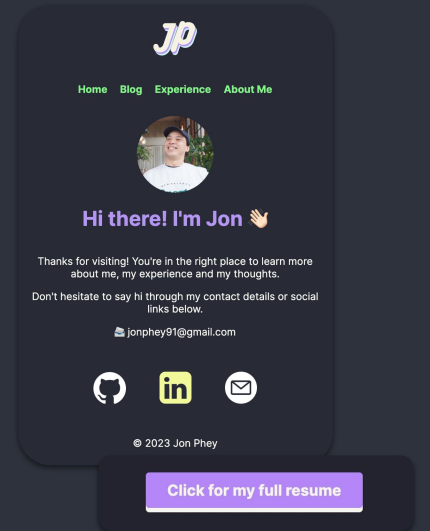 JP
Home Blog Experience About Me
Hi there! I'm Jon 👋🏻
Thanks for visiting! You're in the right place to learn more
about me, my experience and my thoughts.
Don't hesitate to say hi through my contact details or social
links below.
📨 jonphey91@gmail.com
in
© 2023 Jon Phey
Click for my full resume